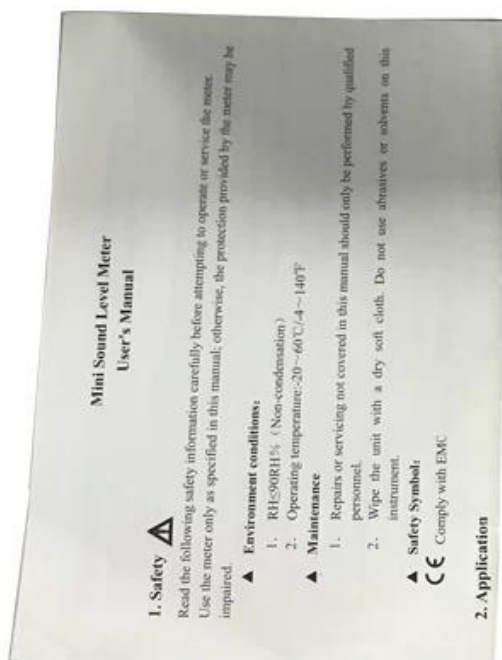 Mini Sound Level Meter
User's Manual
1. Safety
Read the following safety information carefully before attempting to operate or service the meter.
Use the meter only as specified in this manual; otherwise, the protection provided by the meter may be
impaired.
▲ Environment conditions:
1. RH≤90RH%（Non-condensation）
2. Operating temperature:-20～60℃/-4～140℉
▲ Maintenance
1. Repairs or servicing not covered in this manual should only be performed by qualified
personnel.
2. Wipe the unit with a dry soft cloth. Do not use abrasives or solvents on this
instrument.
▲ Safety Symbol:
CE Comply with EMC
2. Application